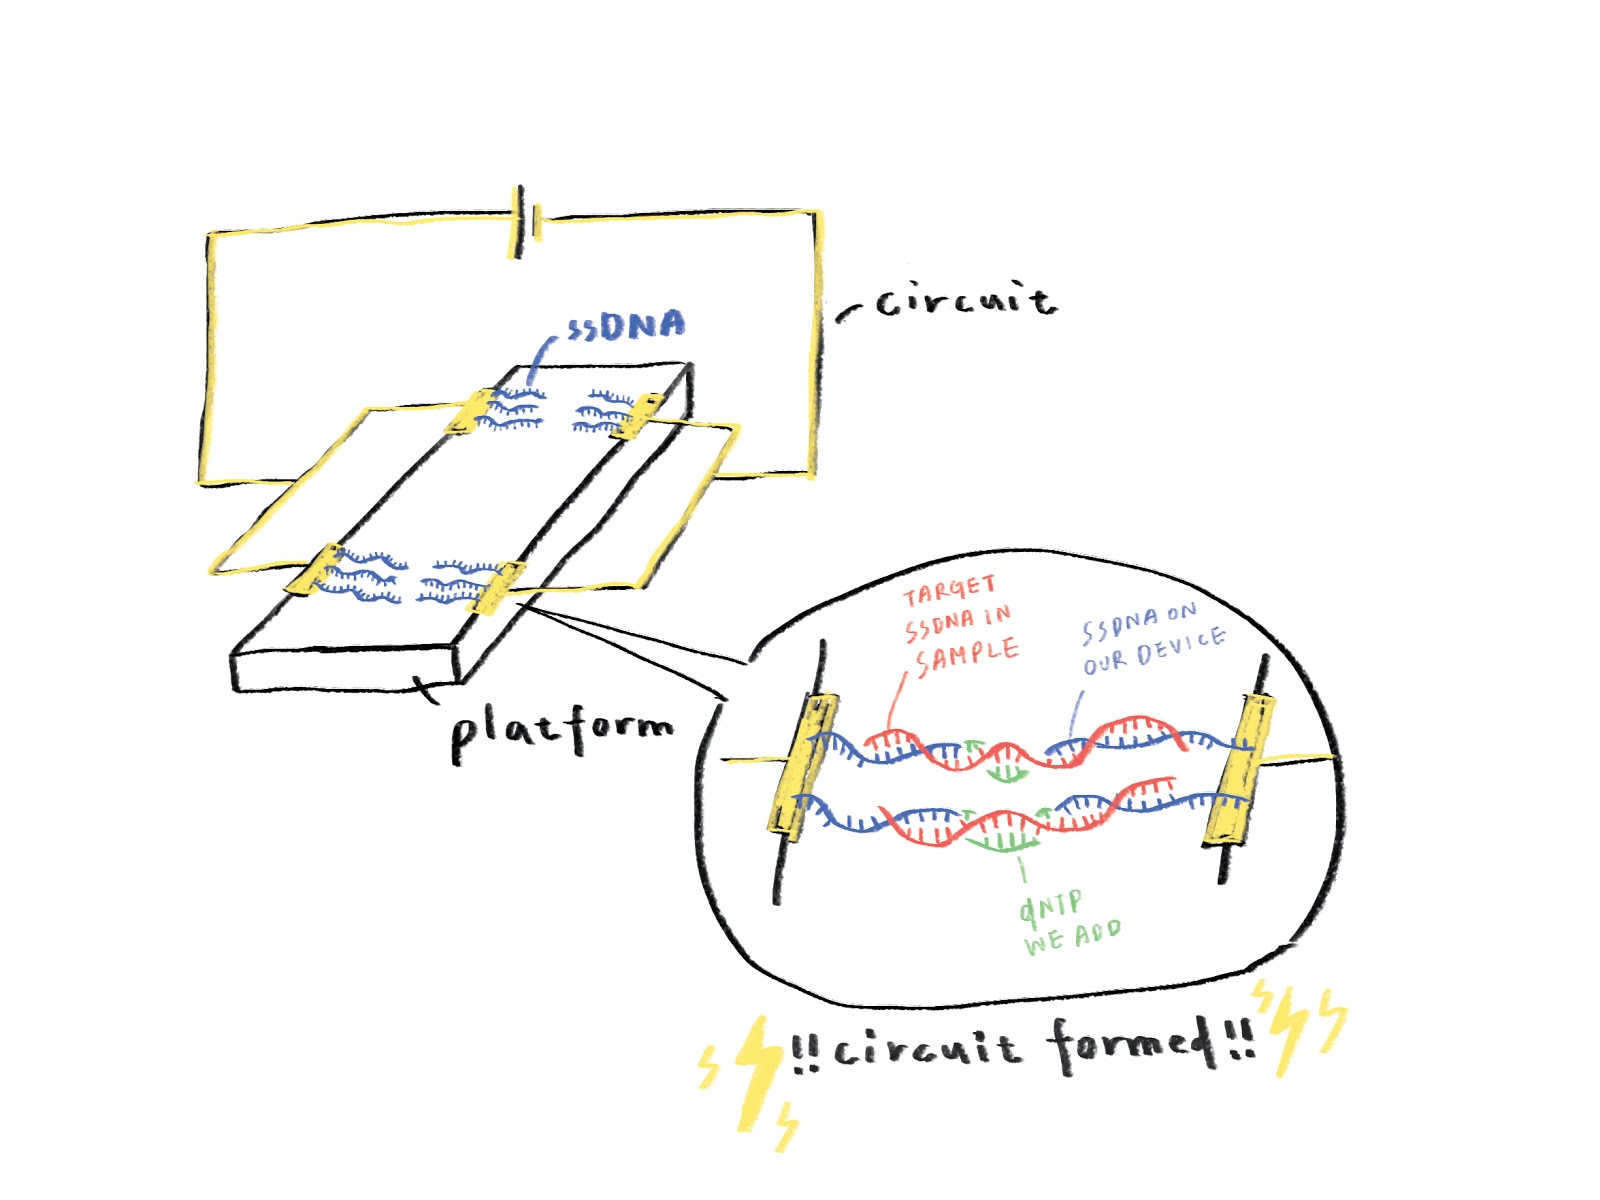 circuit
ssDNA
platform
TARGET
SSDNA IN
SAMPLE
SSDNA ON
OUR DEVICE
dNTP
WE ADD
!!circuit formed!!